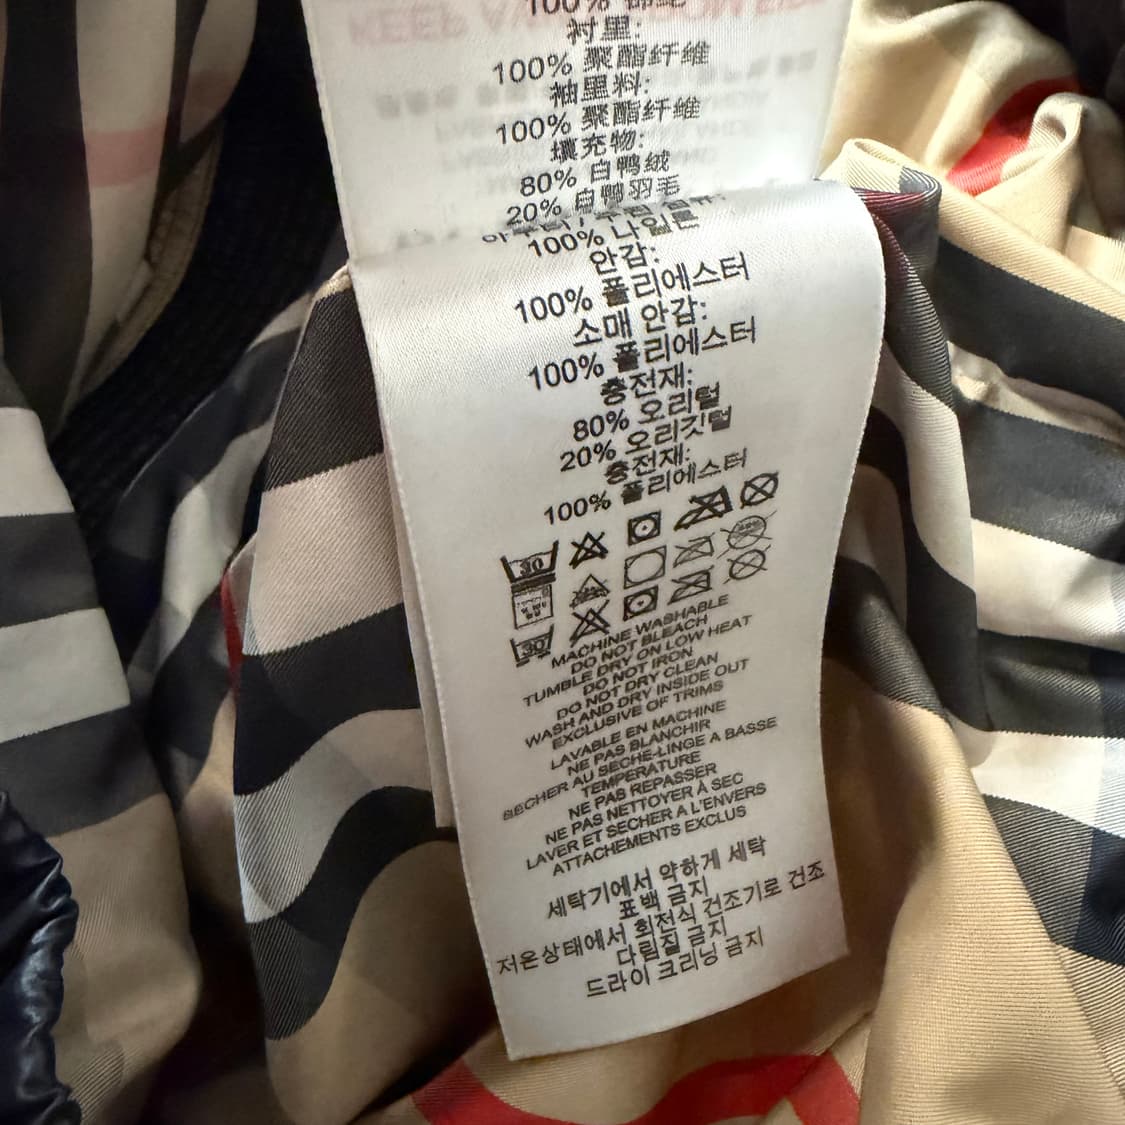 100%
衬里:
100% 聚酯纤维
袖里料:
100% 聚酯纤维
填充物:
80% 白鸭绒
20% 白鸭羽毛
100% 나일론
안감:
100% 폴리에스터
소매 안감:
100% 폴리에스터
충전재:
80% 오리털
20% 오리깃털
충전재:
100% 폴리에스터
30
30
MACHINE WASHABLE
DO NOT BLEACH
TUMBLE DRY ON LOW HEAT
DO NOT IRON
DO NOT DRY CLEAN
WASH AND DRY INSIDE OUT
EXCLUSIVE OF TRIMS
LAVABLE EN MACHINE
NE PAS BLANCHIR
SECHER AU SECHE-LINGE A BASSE
TEMPERATURE
NE PAS REPASSER
NE PAS NETTOYER À SEC
LAVER ET SECHER A L'ENVERS
ATTACHEMENTS EXCLUS
세탁기에서 약하게 세탁
표백 금지
저온상태에서 회전식 건조기로 건조
다림질 금지
드라이 크리닝 금지